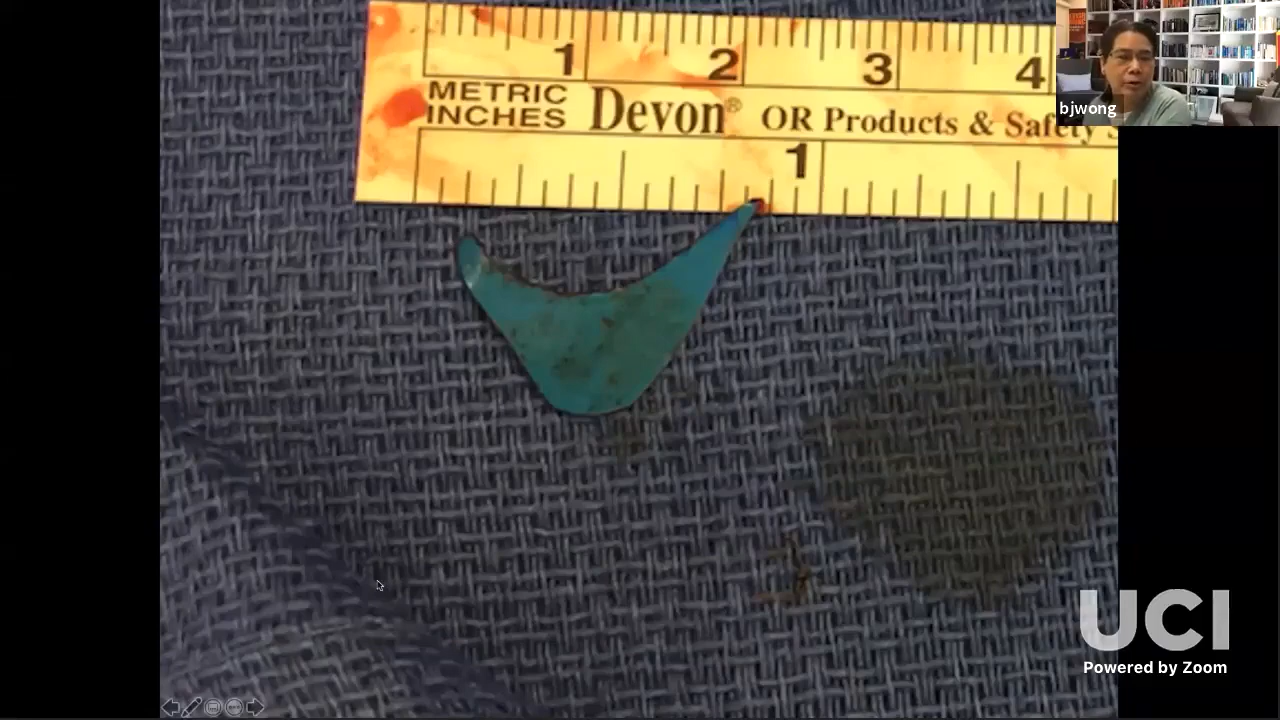 1 2 3 4
METRIC
INCHES Devon® OR Products & Safety
1
bjwong
UCI
Powered by Zoom